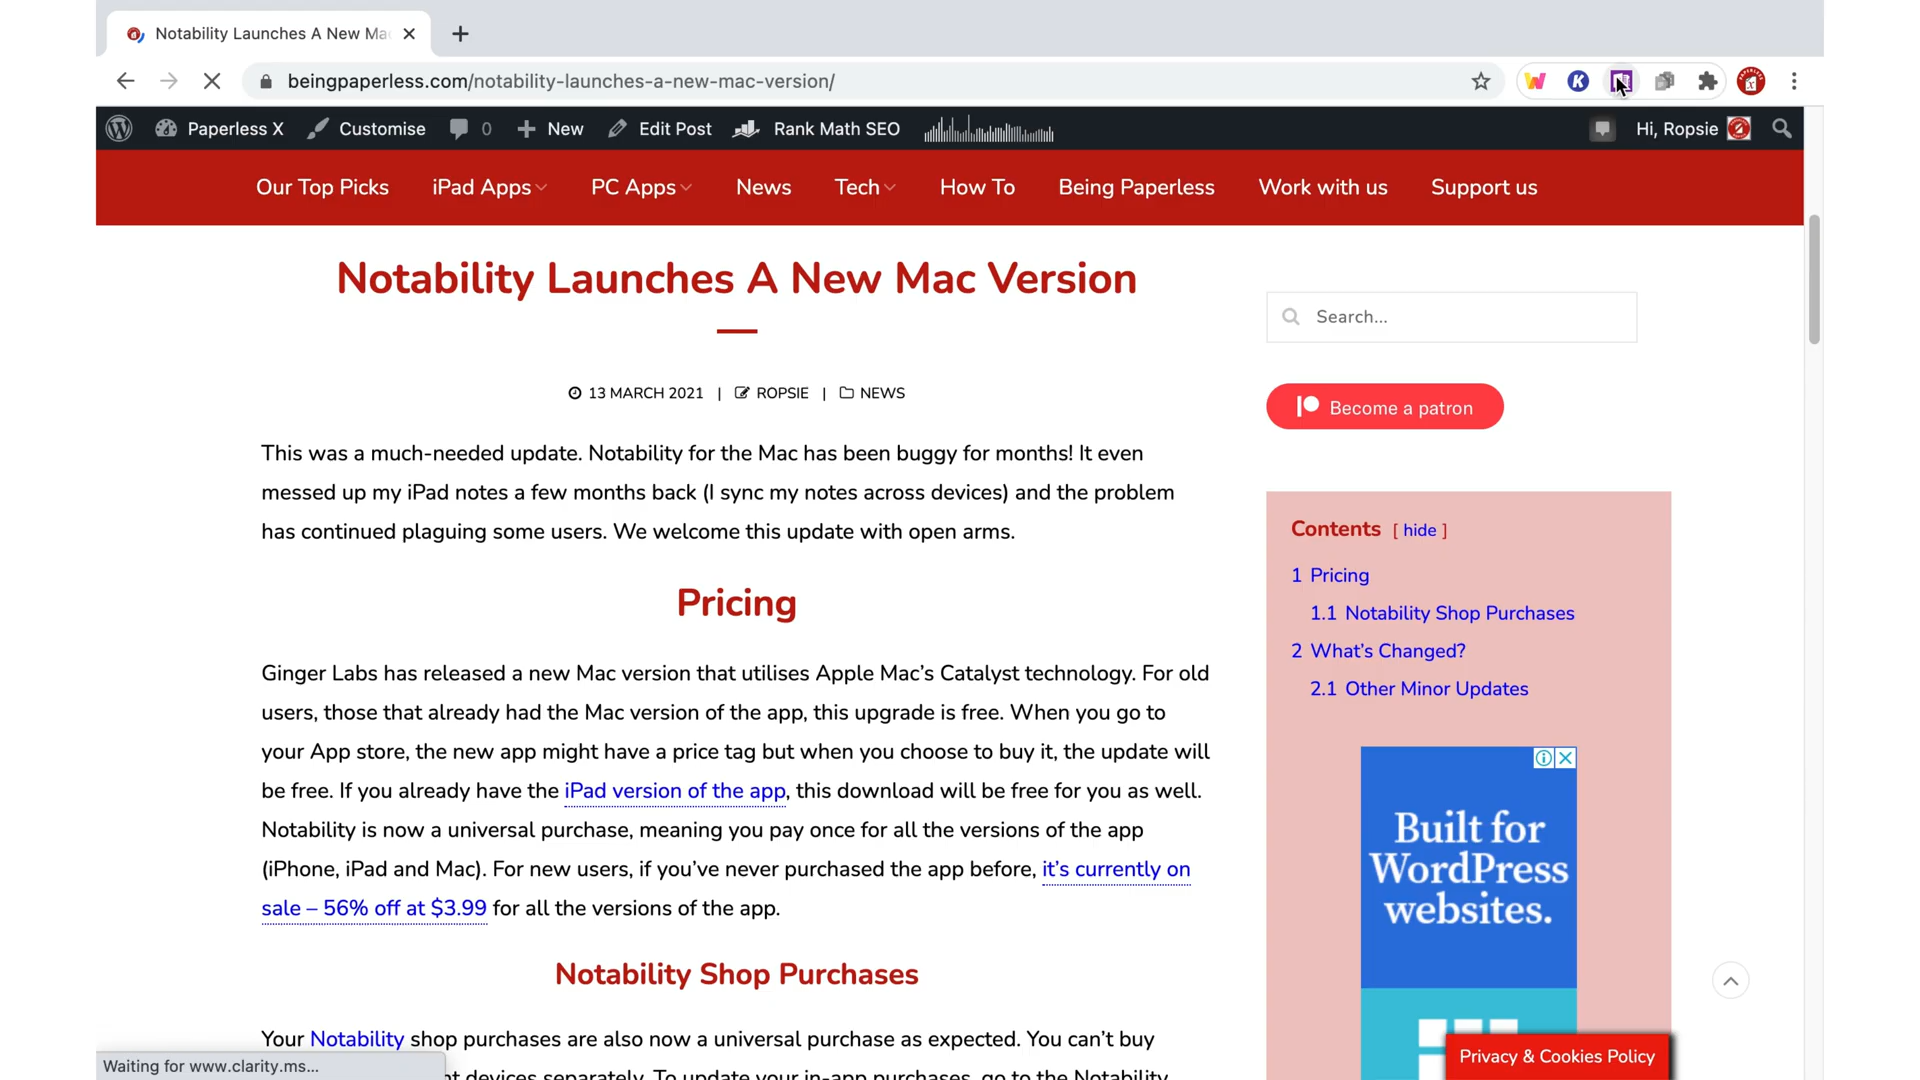 Notability Launches A New Ma
beingpaperless.com/notability-launches-a-new-mac-version/
Paperless X
Customise
0
New
Edit Post
Rank Math SEO
Hi, Ropsie
Our Top Picks
iPad Apps
PC Apps
News
Tech
How To
Being Paperless
Work with us
Support us
Notability Launches A New Mac Version
13 MARCH 2021 | ROPSIE | NEWS
This was a much-needed update. Notability for the Mac has been buggy for months! It even
messed up my iPad notes a few months back (I sync my notes across devices) and the problem
has continued plaguing some users. We welcome this update with open arms.
Pricing
Ginger Labs has released a new Mac version that utilises Apple Mac's Catalyst technology. For old
users, those that already had the Mac version of the app, this upgrade is free. When you go to
your App store, the new app might have a price tag but when you choose to buy it, the update will
be free. If you already have the iPad version of the app, this download will be free for you as well.
Notability is now a universal purchase, meaning you pay once for all the versions of the app
(iPhone, iPad and Mac). For new users, if you've never purchased the app before, it's currently on
sale – 56% off at $3.99 for all the versions of the app.
Notability Shop Purchases
Your Notability shop purchases are also now a universal purchase as expected. You can't buy
devices separately. To update your in-app purchases, go to the Notability
Search...
Become a patron
Contents [ hide ]
1 Pricing
1.1 Notability Shop Purchases
2 What's Changed?
2.1 Other Minor Updates
Built for
WordPress
websites.
Privacy & Cookies Policy
Waiting for www.clarity.ms...